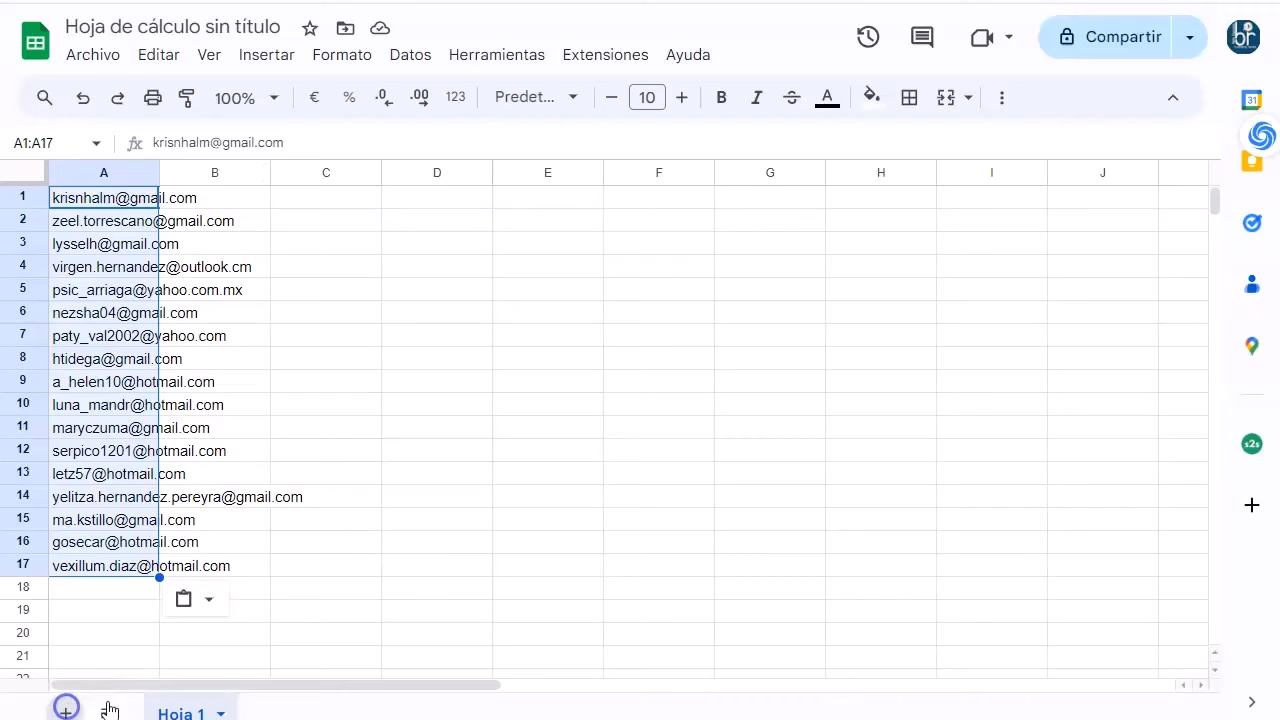 Hoja de cálculo sin título
Archivo Editar Ver Insertar Formato Datos Herramientas Extensiones Ayuda
Compartir
100% € % .0 .00 123 Predet... 10 B I S A
A1:A17 fx krisnhalm@gmail.com
A B C D E F G H I J
1 krisnhalm@gmail.com
2 zeel.torrescano@gmail.com
3 lysselh@gmail.com
4 virgen.hernandez@outlook.cm
5 psic_arriaga@yahoo.com.mx
6 nezsha04@gmail.com
7 paty_val2002@yahoo.com
8 htidega@gmail.com
9 a_helen10@hotmail.com
10 luna_mandr@hotmail.com
11 maryczuma@gmail.com
12 serpico1201@hotmail.com
13 letz57@hotmail.com
14 yelitza.hernandez.pereyra@gmail.com
15 ma.kstillo@gmail.com
16 gosecar@hotmail.com
17 vexillum.diaz@hotmail.com
18
19
20
21
Hoja 1
br
31
s2s